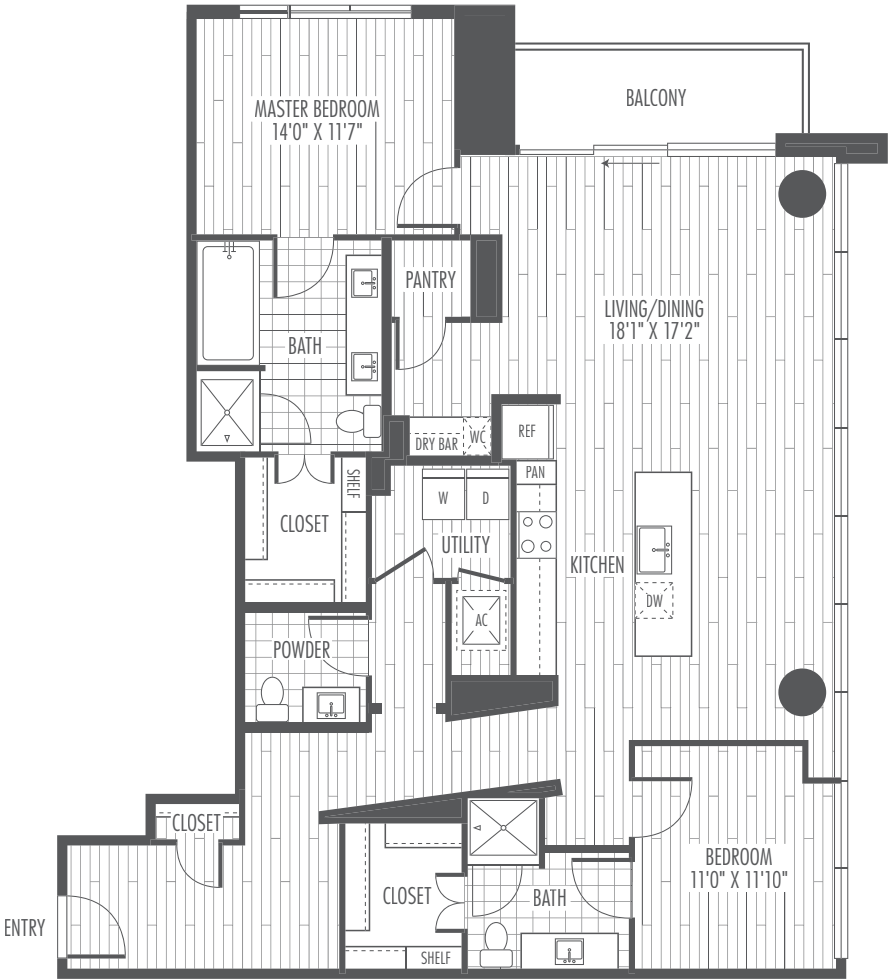 BALCONY
MASTER BEDROOM
14'0" X 11'7"
PANTRY
LIVING/DINING
18'1" X 17'2"
BATH
DRY BAR
WC
REF
PAN
SHELF
W
D
CLOSET
UTILITY
KITCHEN
DW
AC
POWDER
CLOSET
BEDROOM
11'0" X 11'10"
CLOSET
BATH
ENTRY
SHELF